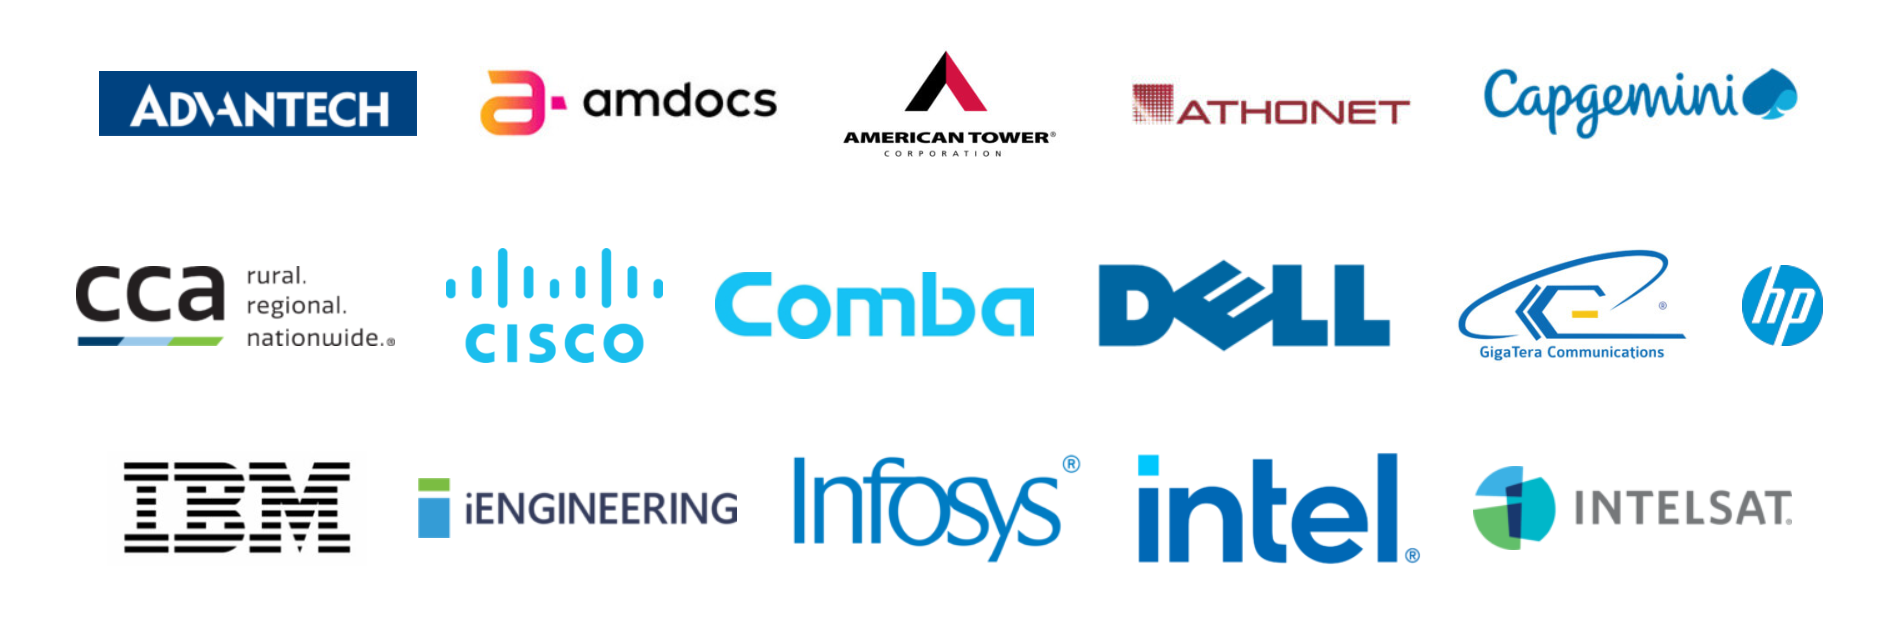 ADVANTECH
amdocs
AMERICAN TOWER®
CORPORATION
ATHONET
Capgemini
cca
rural.
regional.
nationwide.®
CISCO
Comba
DELL
®
GigaTera Communications
hp
IBM
iENGINEERING
Infosys®
intel®
INTELSAT®